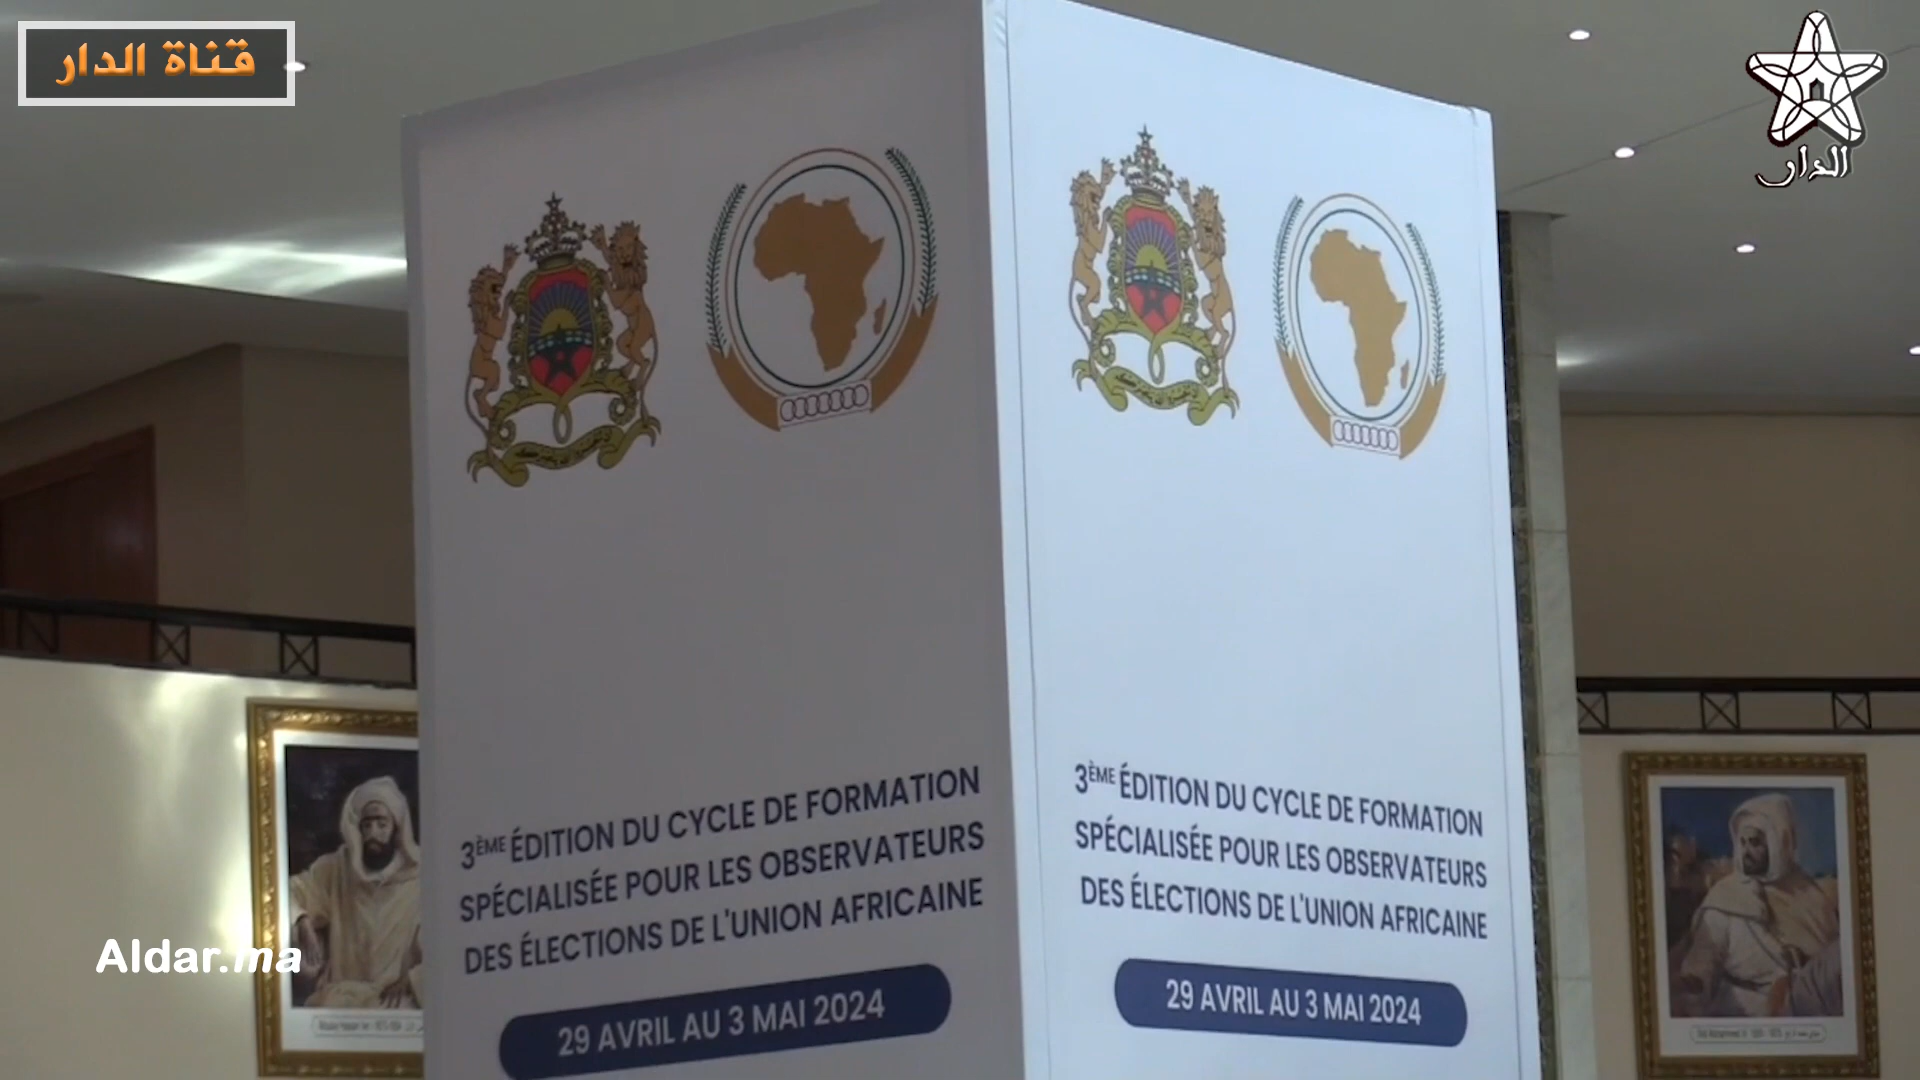 قناة الدار
الدار
3ÈME ÉDITION DU CYCLE DE FORMATION
SPÉCIALISÉE POUR LES OBSERVATEURS
DES ÉLECTIONS DE L'UNION AFRICAINE
29 AVRIL AU 3 MAI 2024
3ÈME ÉDITION DU CYCLE DE FORMATION
SPÉCIALISÉE POUR LES OBSERVATEURS
DES ÉLECTIONS DE L'UNION AFRICAINE
29 AVRIL AU 3 MAI 2024
Aldar.ma